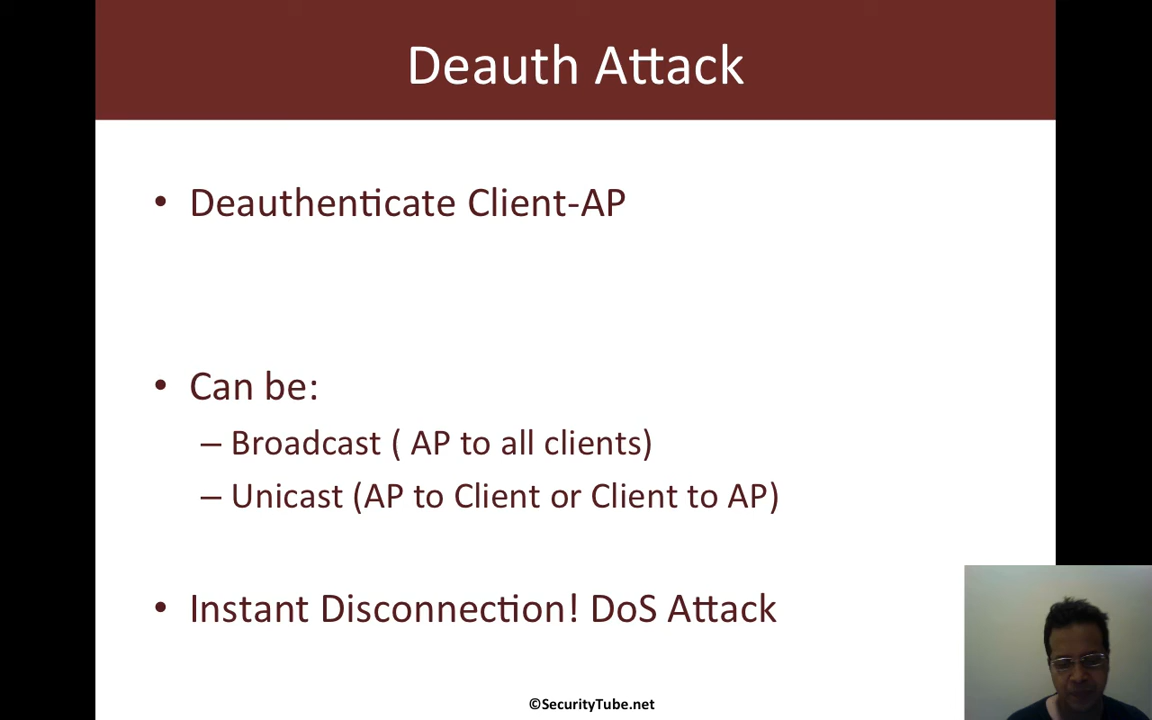 Deauth Attack
• Deauthenticate Client-AP
• Can be:
– Broadcast ( AP to all clients)
– Unicast (AP to Client or Client to AP)
• Instant Disconnection! DoS Attack
©SecurityTube.net